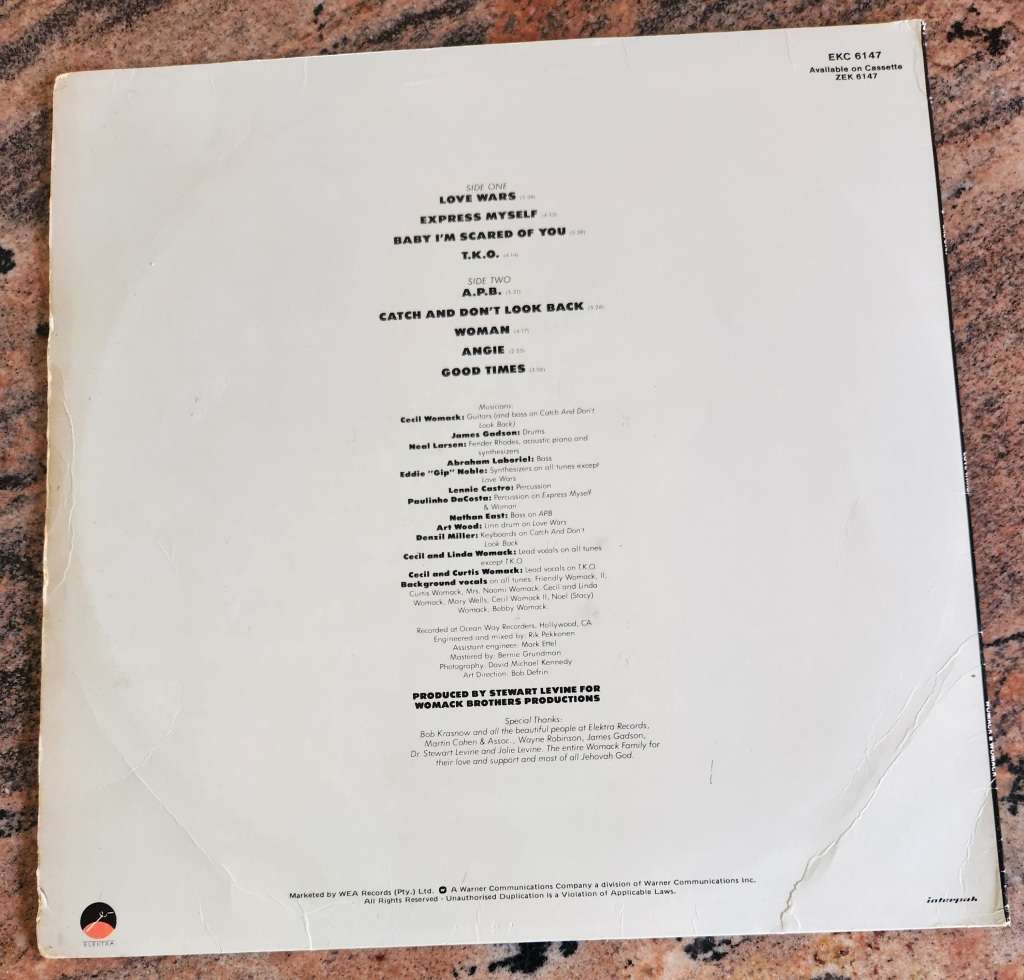 EKC 6147
Available on Cassette
ZEK 6147
SIDE ONE
LOVE WARS
EXPRESS MYSELF
BABY I'M SCARED OF YOU
T.K.O.
SIDE TWO
A.P.B.
CATCH AND DON'T LOOK BACK
WOMAN
ANGIE
GOOD TIMES
Musicians:
Cecil Womack: Guitars (and bass on Catch And Don't
Look Back)
James Gadson: Drums
Neal Larsen: Fender Rhodes, acoustic piano and
synthesizers
Abraham Laboriel: Bass
Eddie "Gip" Noble: Synthesizers on all tunes except
Love Wars
Lennie Castro: Percussion
Paulinho DaCosta: Percussion on Express Myself
& Woman
Nathan East: Bass on APB
Art Wood: Linn drum on Love Wars
Denzil Miller: Keyboards on Catch And Don't
Look Back
Cecil and Linda Womack: Lead vocals on all tunes
except T.K.O.
Cecil and Curtis Womack: Lead vocals on T.K.O.
Background vocals on all tunes: Friendly Womack, II,
Curtis Womack, Mrs. Naomi Womack, Cecil and Linda
Womack, Mary Wells, Cecil Womack II, Noel (Stacy)
Womack, Bobby Womack.
Recorded at Ocean Way Recorders, Hollywood, CA
Engineered and mixed by: Rik Pekkonen
Assistant engineer: Mark Ettel
Mastered by: Bernie Grundman
Photography: David Michael Kennedy
Art Direction: Bob Defrin
PRODUCED BY STEWART LEVINE FOR
WOMACK BROTHERS PRODUCTIONS
Special Thanks:
Bob Krasnow and all the beautiful people at Elektra Records,
Martin Cohen & Assoc., Wayne Robinson, James Gadson,
Dr. Stewart Levine and Jolie Levine. The entire Womack Family for
their love and support and most of all Jehovah God.
WOMACK & WOMACK
Marketed by WEA Records (Pty.) Ltd. A Warner Communications Company a division of Warner Communications Inc.
All Rights Reserved - Unauthorised Duplication is a Violation of Applicable Laws.
interpak
ELEKTRA